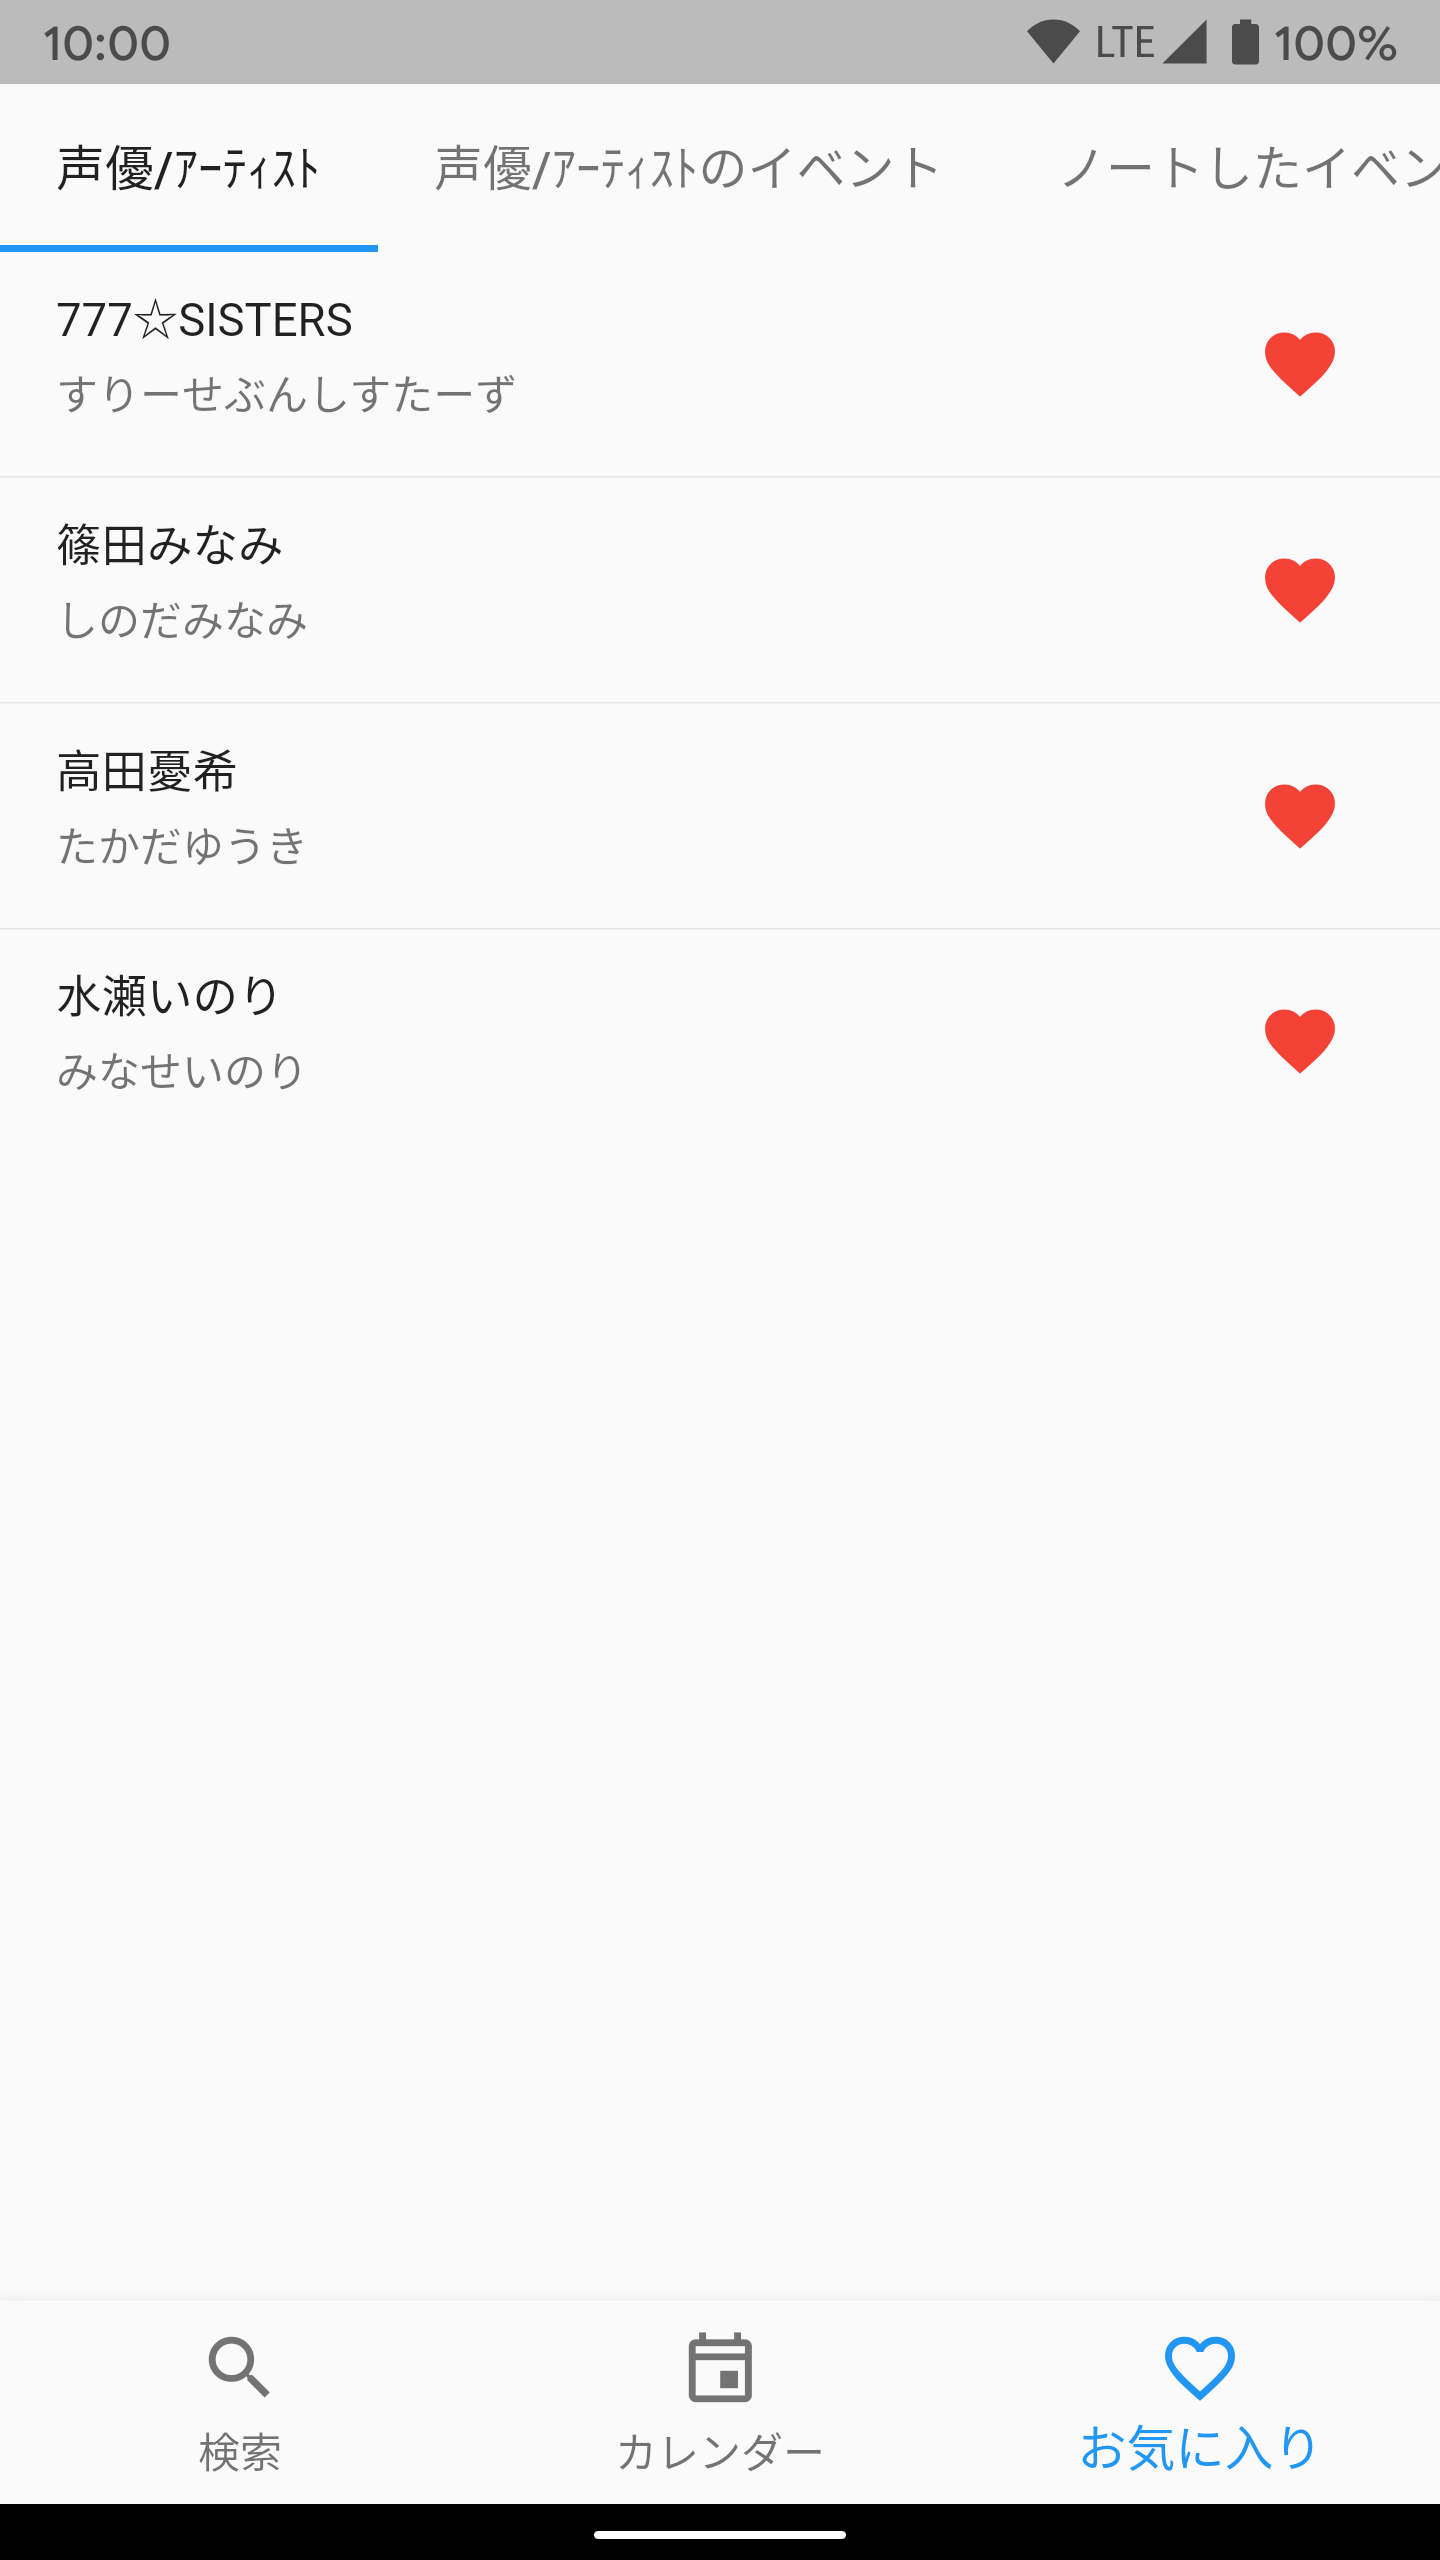 10:00 LTE 100%
声優/ｱｰﾃｨｽﾄ 声優/ｱｰﾃｨｽﾄのイベント ノートしたイベン
777☆SISTERS
すりーせぶんしすたーず
篠田みなみ
しのだみなみ
高田憂希
たかだゆうき
水瀬いのり
みなせいのり
検索 カレンダー お気に入り